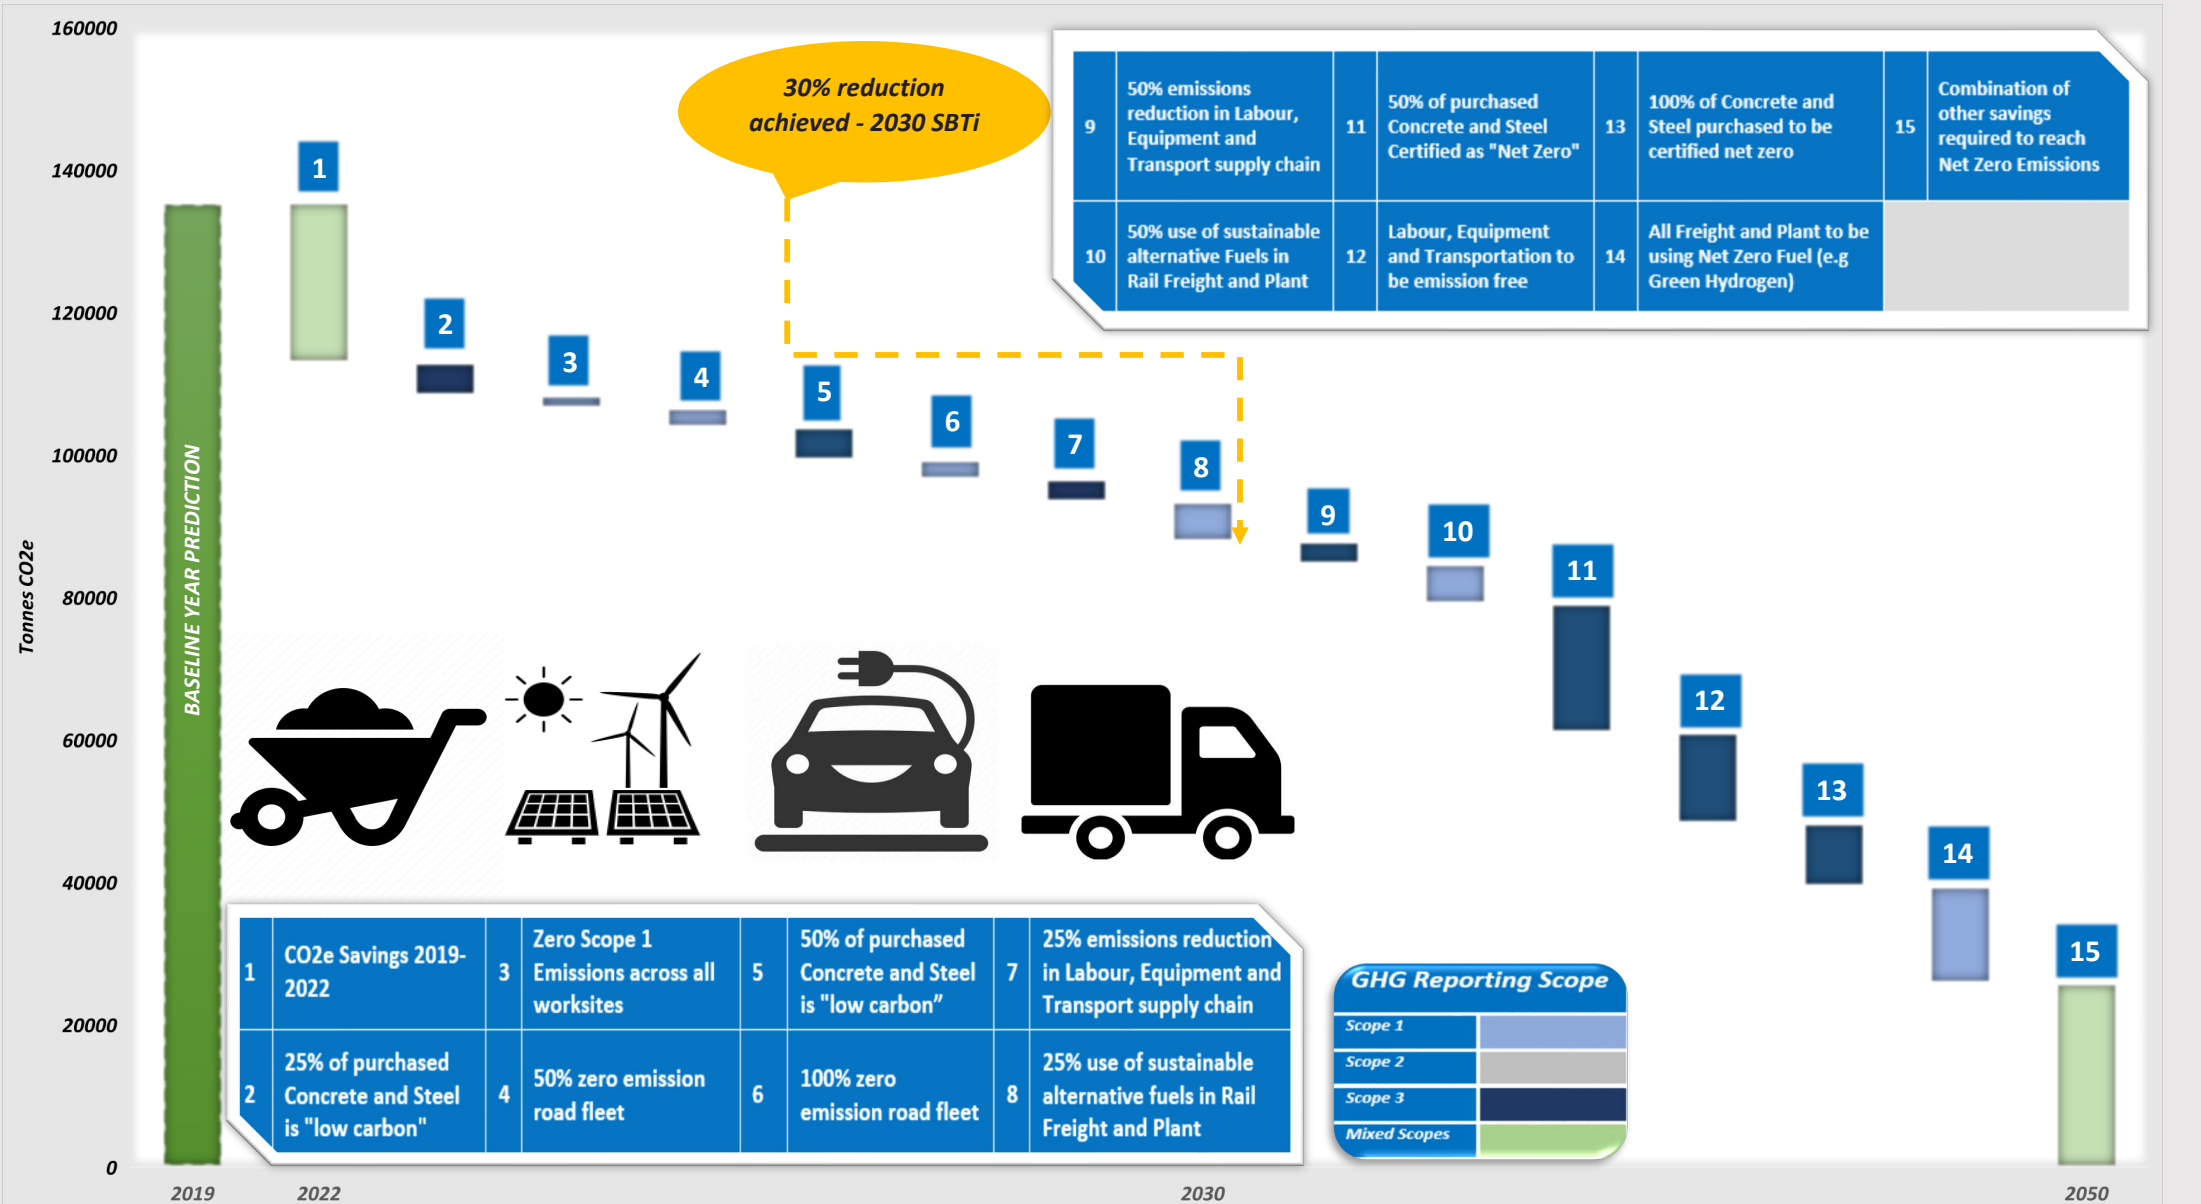 160000
140000
120000
100000
80000
60000
40000
20000
0
Tonnes CO2e
2019
2022
2030
2050
BASELINE YEAR PREDICTION
30% reduction
achieved - 2030 SBTi
1
2
3
4
5
6
7
8
9
10
11
12
13
14
15
9
50% emissions
reduction in Labour,
Equipment and
Transport supply chain
11
50% of purchased
Concrete and Steel
Certified as "Net Zero"
13
100% of Concrete and
Steel purchased to be
certified net zero
15
Combination of
other savings
required to reach
Net Zero Emissions
10
50% use of sustainable
alternative Fuels in
Rail Freight and Plant
12
Labour, Equipment
and Transportation to
be emission free
14
All Freight and Plant to be
using Net Zero Fuel (e.g
Green Hydrogen)
1
CO2e Savings 2019-
2022
3
Zero Scope 1
Emissions across all
worksites
5
50% of purchased
Concrete and Steel
is "low carbon”
7
25% emissions reduction
in Labour, Equipment and
Transport supply chain
2
25% of purchased
Concrete and Steel
is "low carbon"
4
50% zero emission
road fleet
6
100% zero
emission road fleet
8
25% use of sustainable
alternative fuels in Rail
Freight and Plant
GHG Reporting Scope
Scope 1
Scope 2
Scope 3
Mixed Scopes